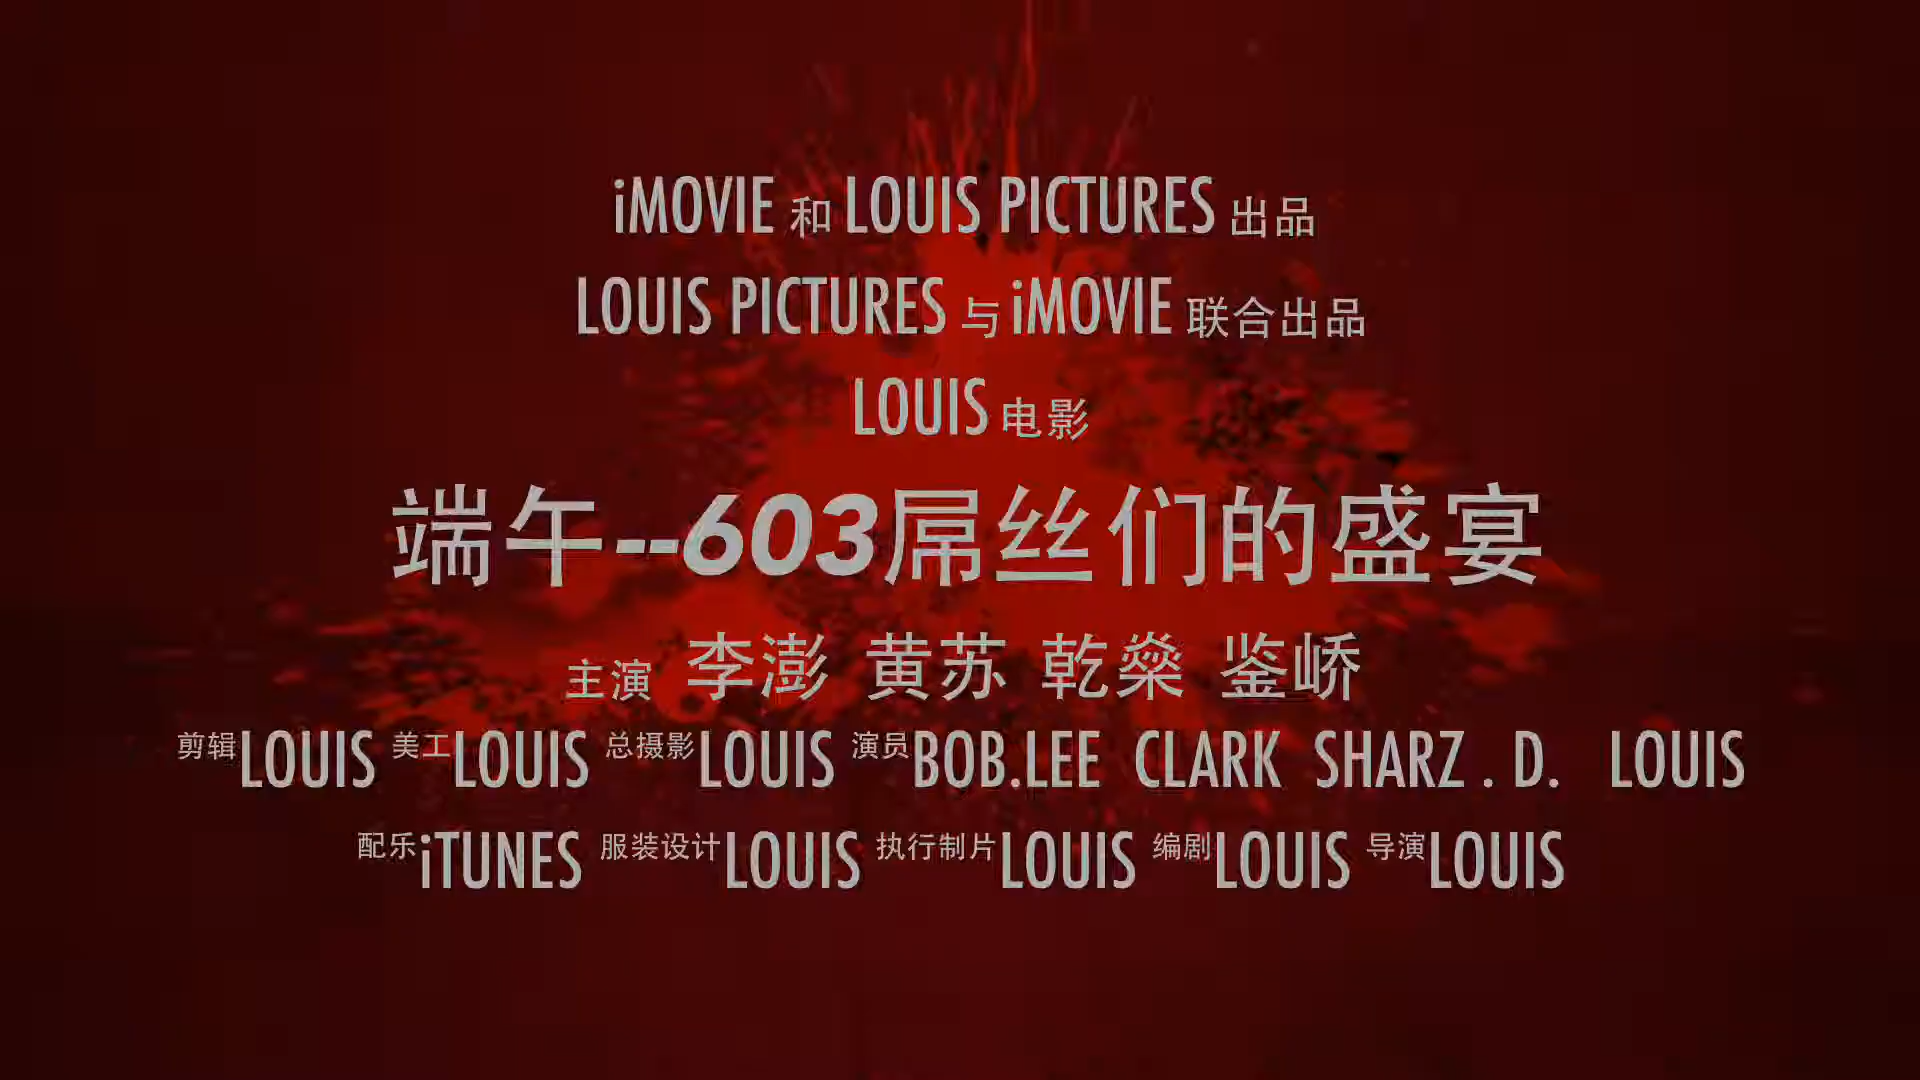 iMOVIE 和 LOUIS PICTURES 出品
LOUIS PICTURES 与 iMOVIE 联合出品
LOUIS 电影
端午--603屌丝们的盛宴
主演 李澎 黄苏 乾燊 鉴峤
剪辑LOUIS 美工LOUIS 总摄影LOUIS 演员BOB.LEE CLARK SHARZ . D. LOUIS
配乐iTUNES 服装设计LOUIS 执行制片LOUIS 编剧LOUIS 导演LOUIS